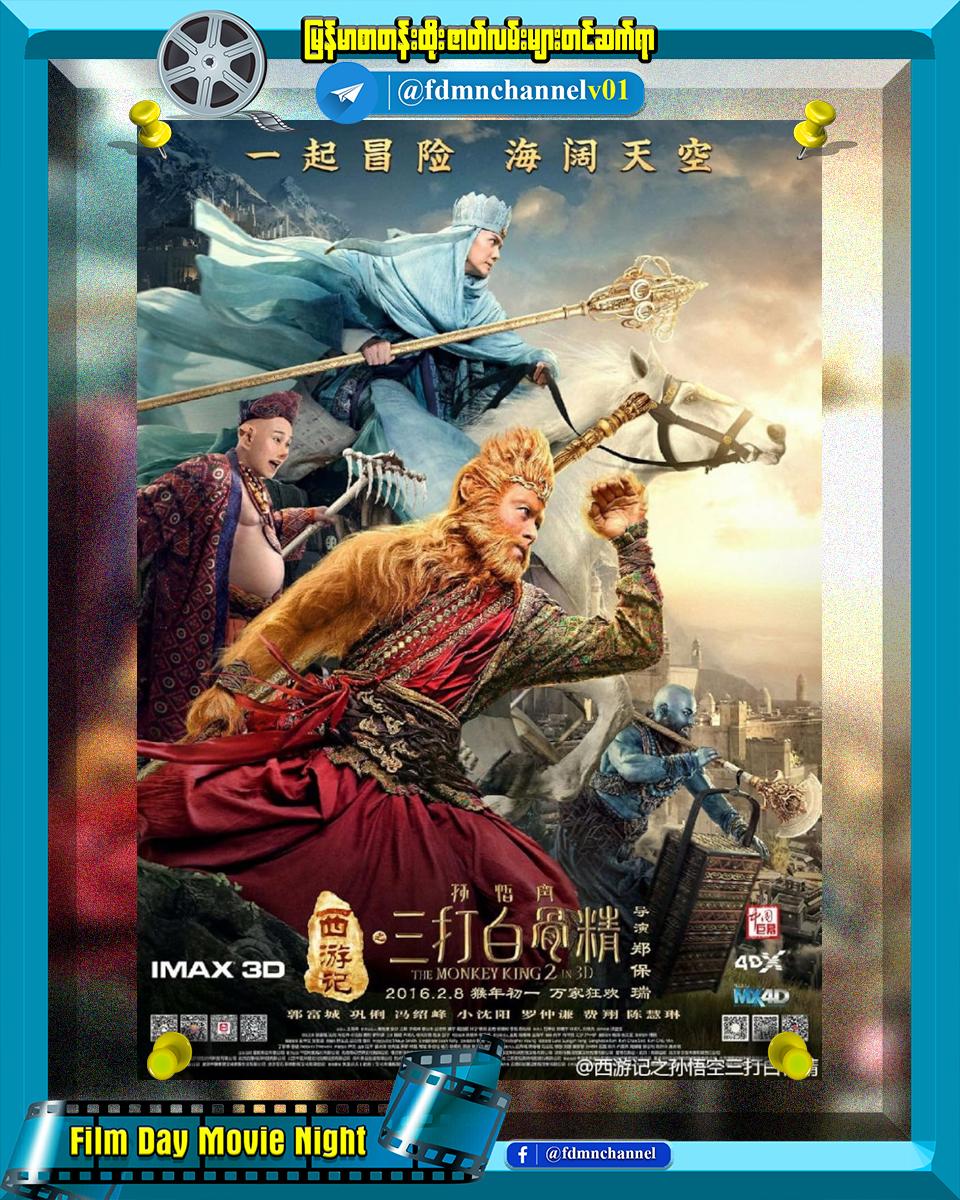 မြန်မာစာတန်းထိုးဇာတ်လမ်းများတင်ဆက်ရာ
@fdmnchannelv01
一起冒险 海阔天空
孙悟空
西游记 之 三打白骨精
THE MONKEY KING 2 IN 3D
导演 郑保瑞
中国巨幕
IMAX 3D
4DX
MX4D
2016.2.8 猴年初一 万家狂欢
郭富城 巩俐 冯绍峰 小沈阳 罗仲谦 费翔 陈慧琳
@西游记之孙悟空三打白
Film Day Movie Night
@fdmnchannel